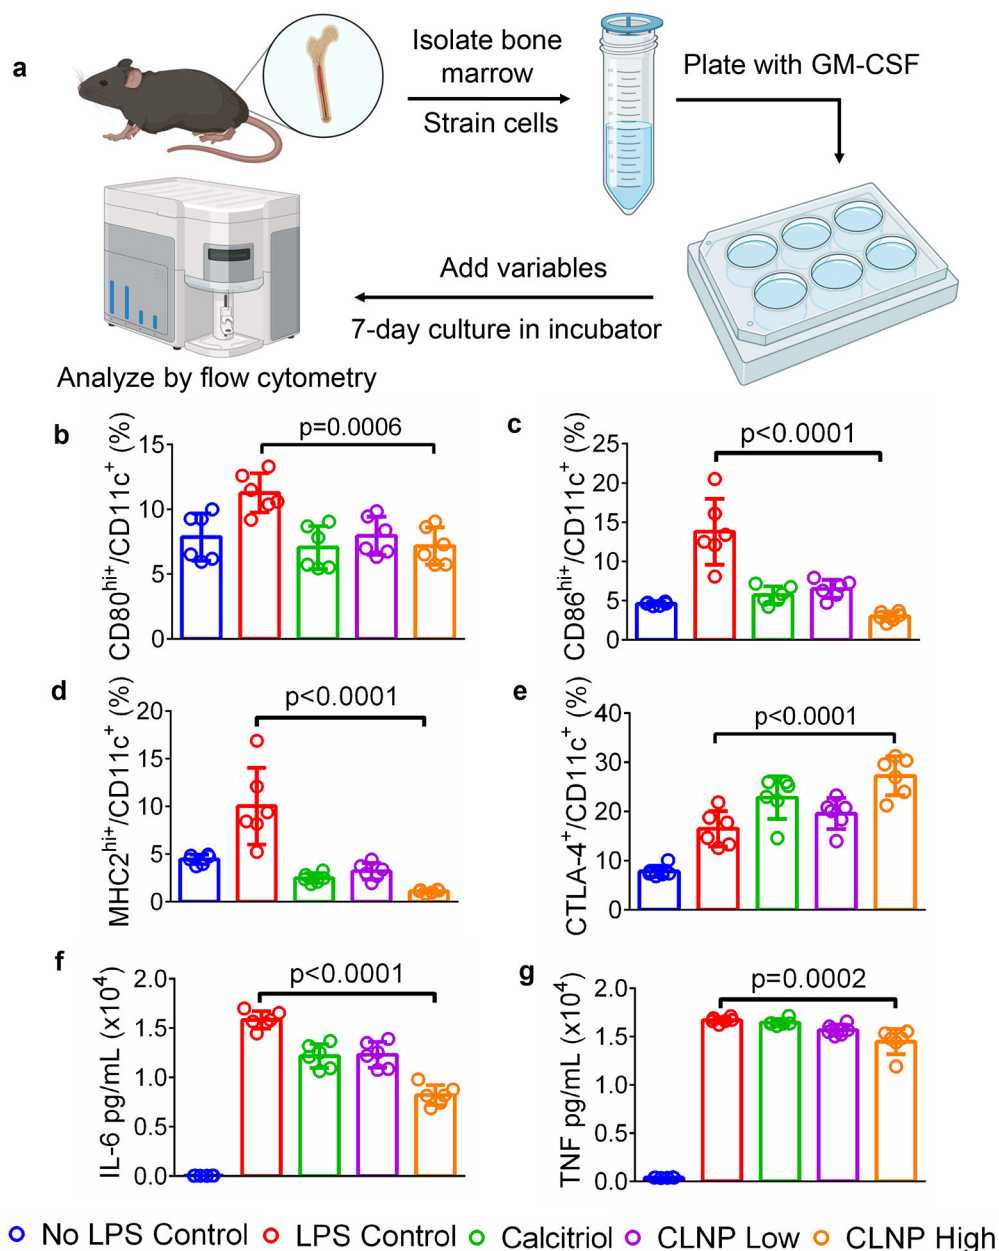 a
Isolate bone
marrow
Strain cells
Plate with GM-CSF
Add variables
7-day culture in incubator
Analyze by flow cytometry
b
CD80hi+/CD11c+ (%)
p=0.0006
15
10
5
0
c
CD86hi+/CD11c+ (%)
p<0.0001
25
20
15
10
5
0
d
MHC2hi+/CD11c+ (%)
p<0.0001
20
15
10
5
0
e
CTLA-4+/CD11c+ (%)
p<0.0001
40
30
20
10
0
f
IL-6 pg/mL (x10⁴)
p<0.0001
2.0
1.5
1.0
0.5
0.0
g
TNF pg/mL (x10⁴)
p=0.0002
2.0
1.5
1.0
0.5
0.0
No LPS Control LPS Control Calcitriol CLNP Low CLNP High